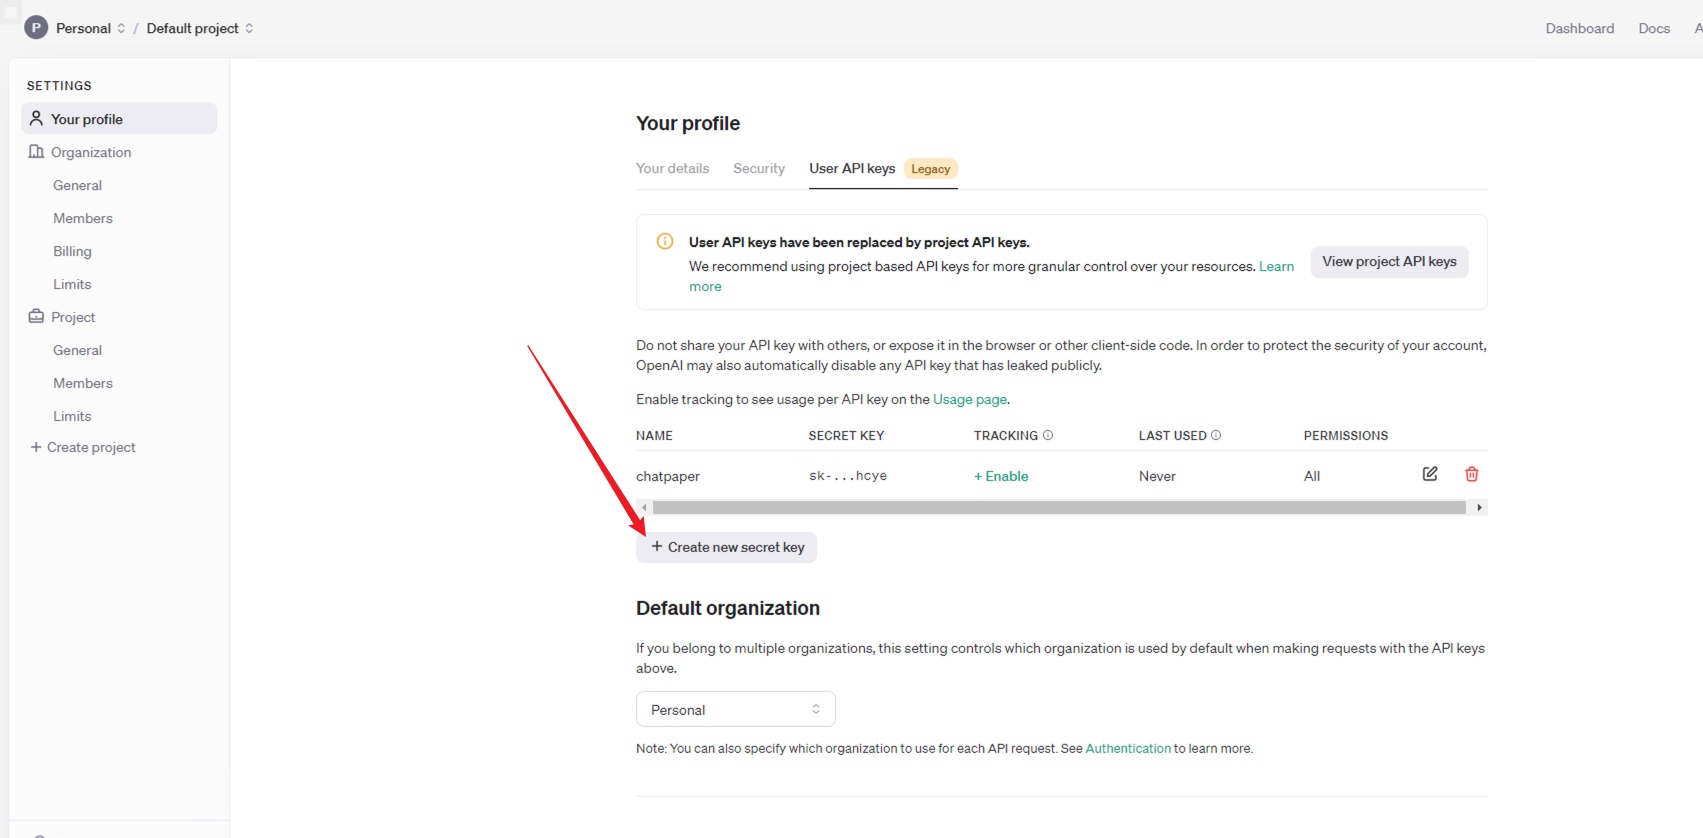 P Personal / Default project
Dashboard Docs A
SETTINGS
Your profile
Organization
General
Members
Billing
Limits
Project
General
Members
Limits
+ Create project
Your profile
Your details Security User API keys Legacy
User API keys have been replaced by project API keys.
We recommend using project based API keys for more granular control over your resources. Learn
more
View project API keys
Do not share your API key with others, or expose it in the browser or other client-side code. In order to protect the security of your account,
OpenAI may also automatically disable any API key that has leaked publicly.
Enable tracking to see usage per API key on the Usage page.
NAME SECRET KEY TRACKING LAST USED PERMISSIONS
chatpaper sk-...hcye + Enable Never All
+ Create new secret key
Default organization
If you belong to multiple organizations, this setting controls which organization is used by default when making requests with the API keys
above.
Personal
Note: You can also specify which organization to use for each API request. See Authentication to learn more.